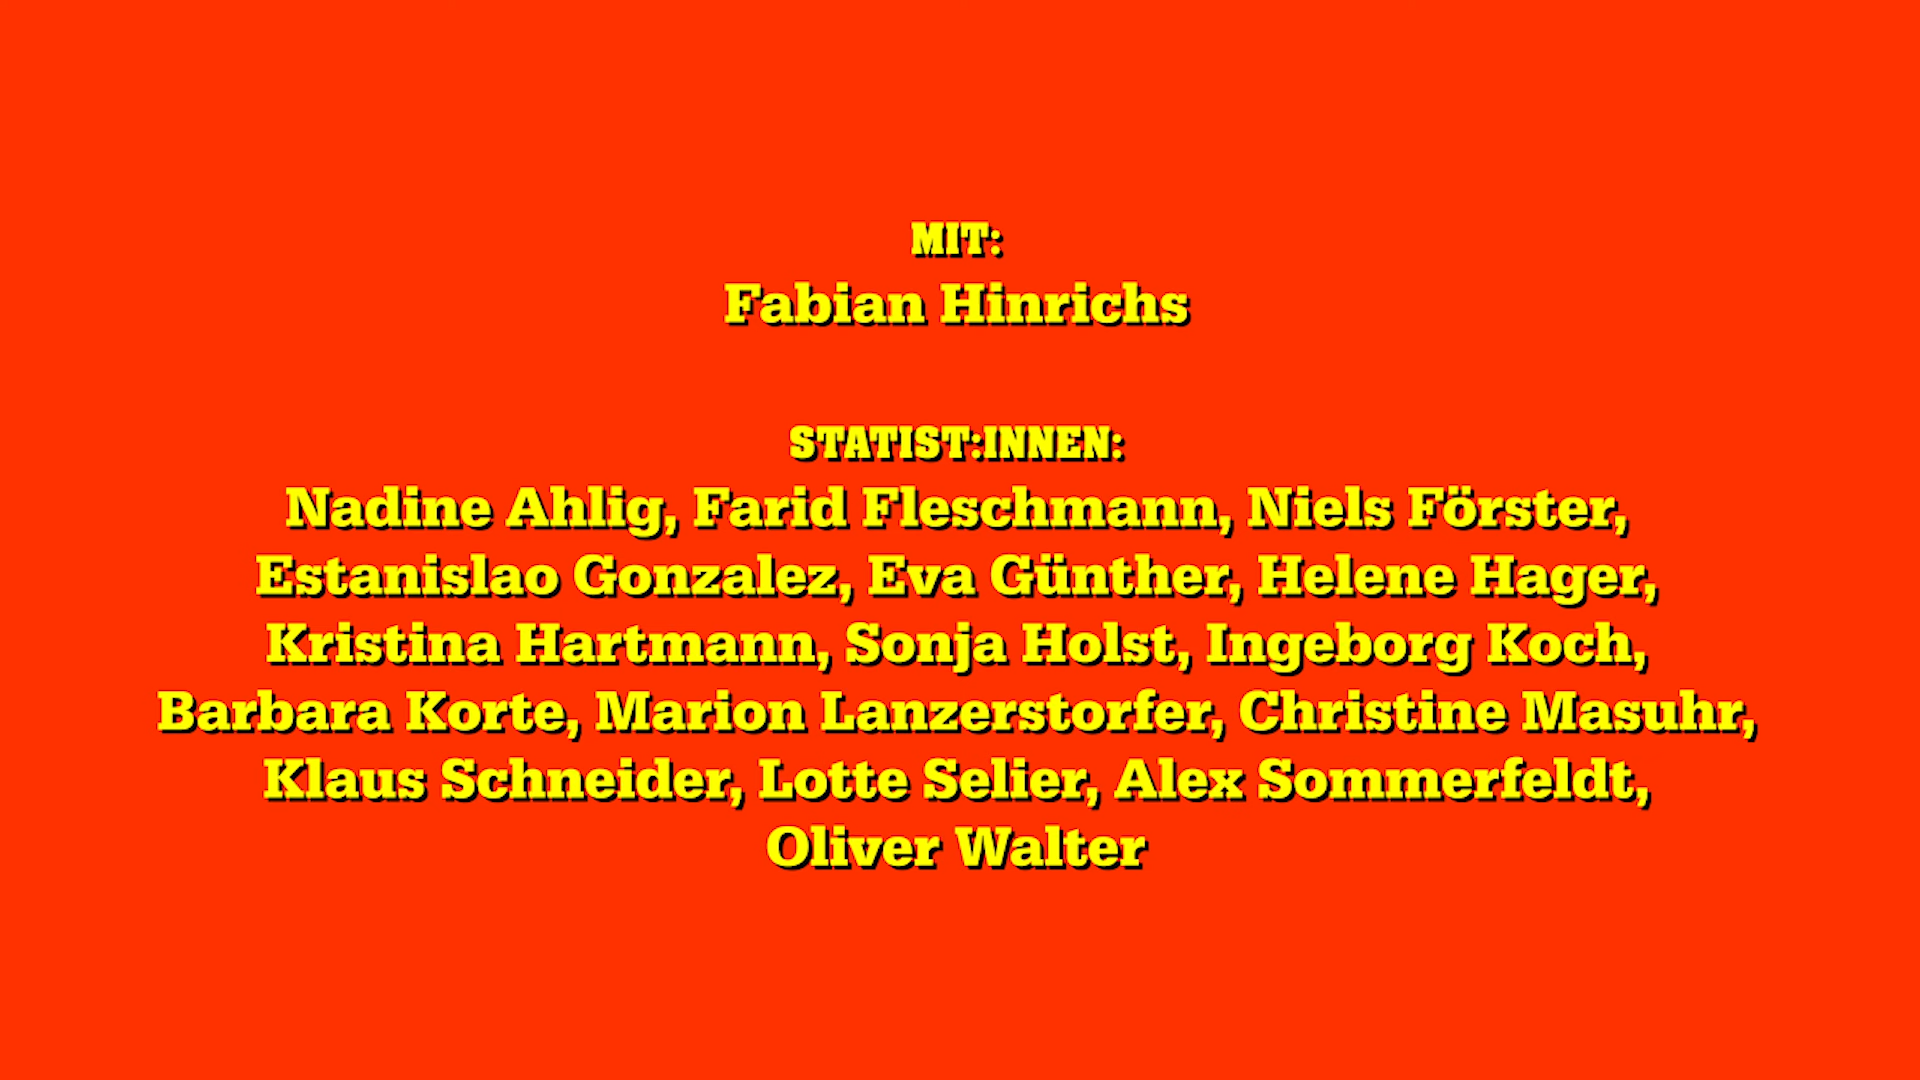 MIT:
Fabian Hinrichs
STATIST:INNEN:
Nadine Ahlig, Farid Fleschmann, Niels Förster,
Estanislao Gonzalez, Eva Günther, Helene Hager,
Kristina Hartmann, Sonja Holst, Ingeborg Koch,
Barbara Korte, Marion Lanzerstorfer, Christine Masuhr,
Klaus Schneider, Lotte Selier, Alex Sommerfeldt,
Oliver Walter